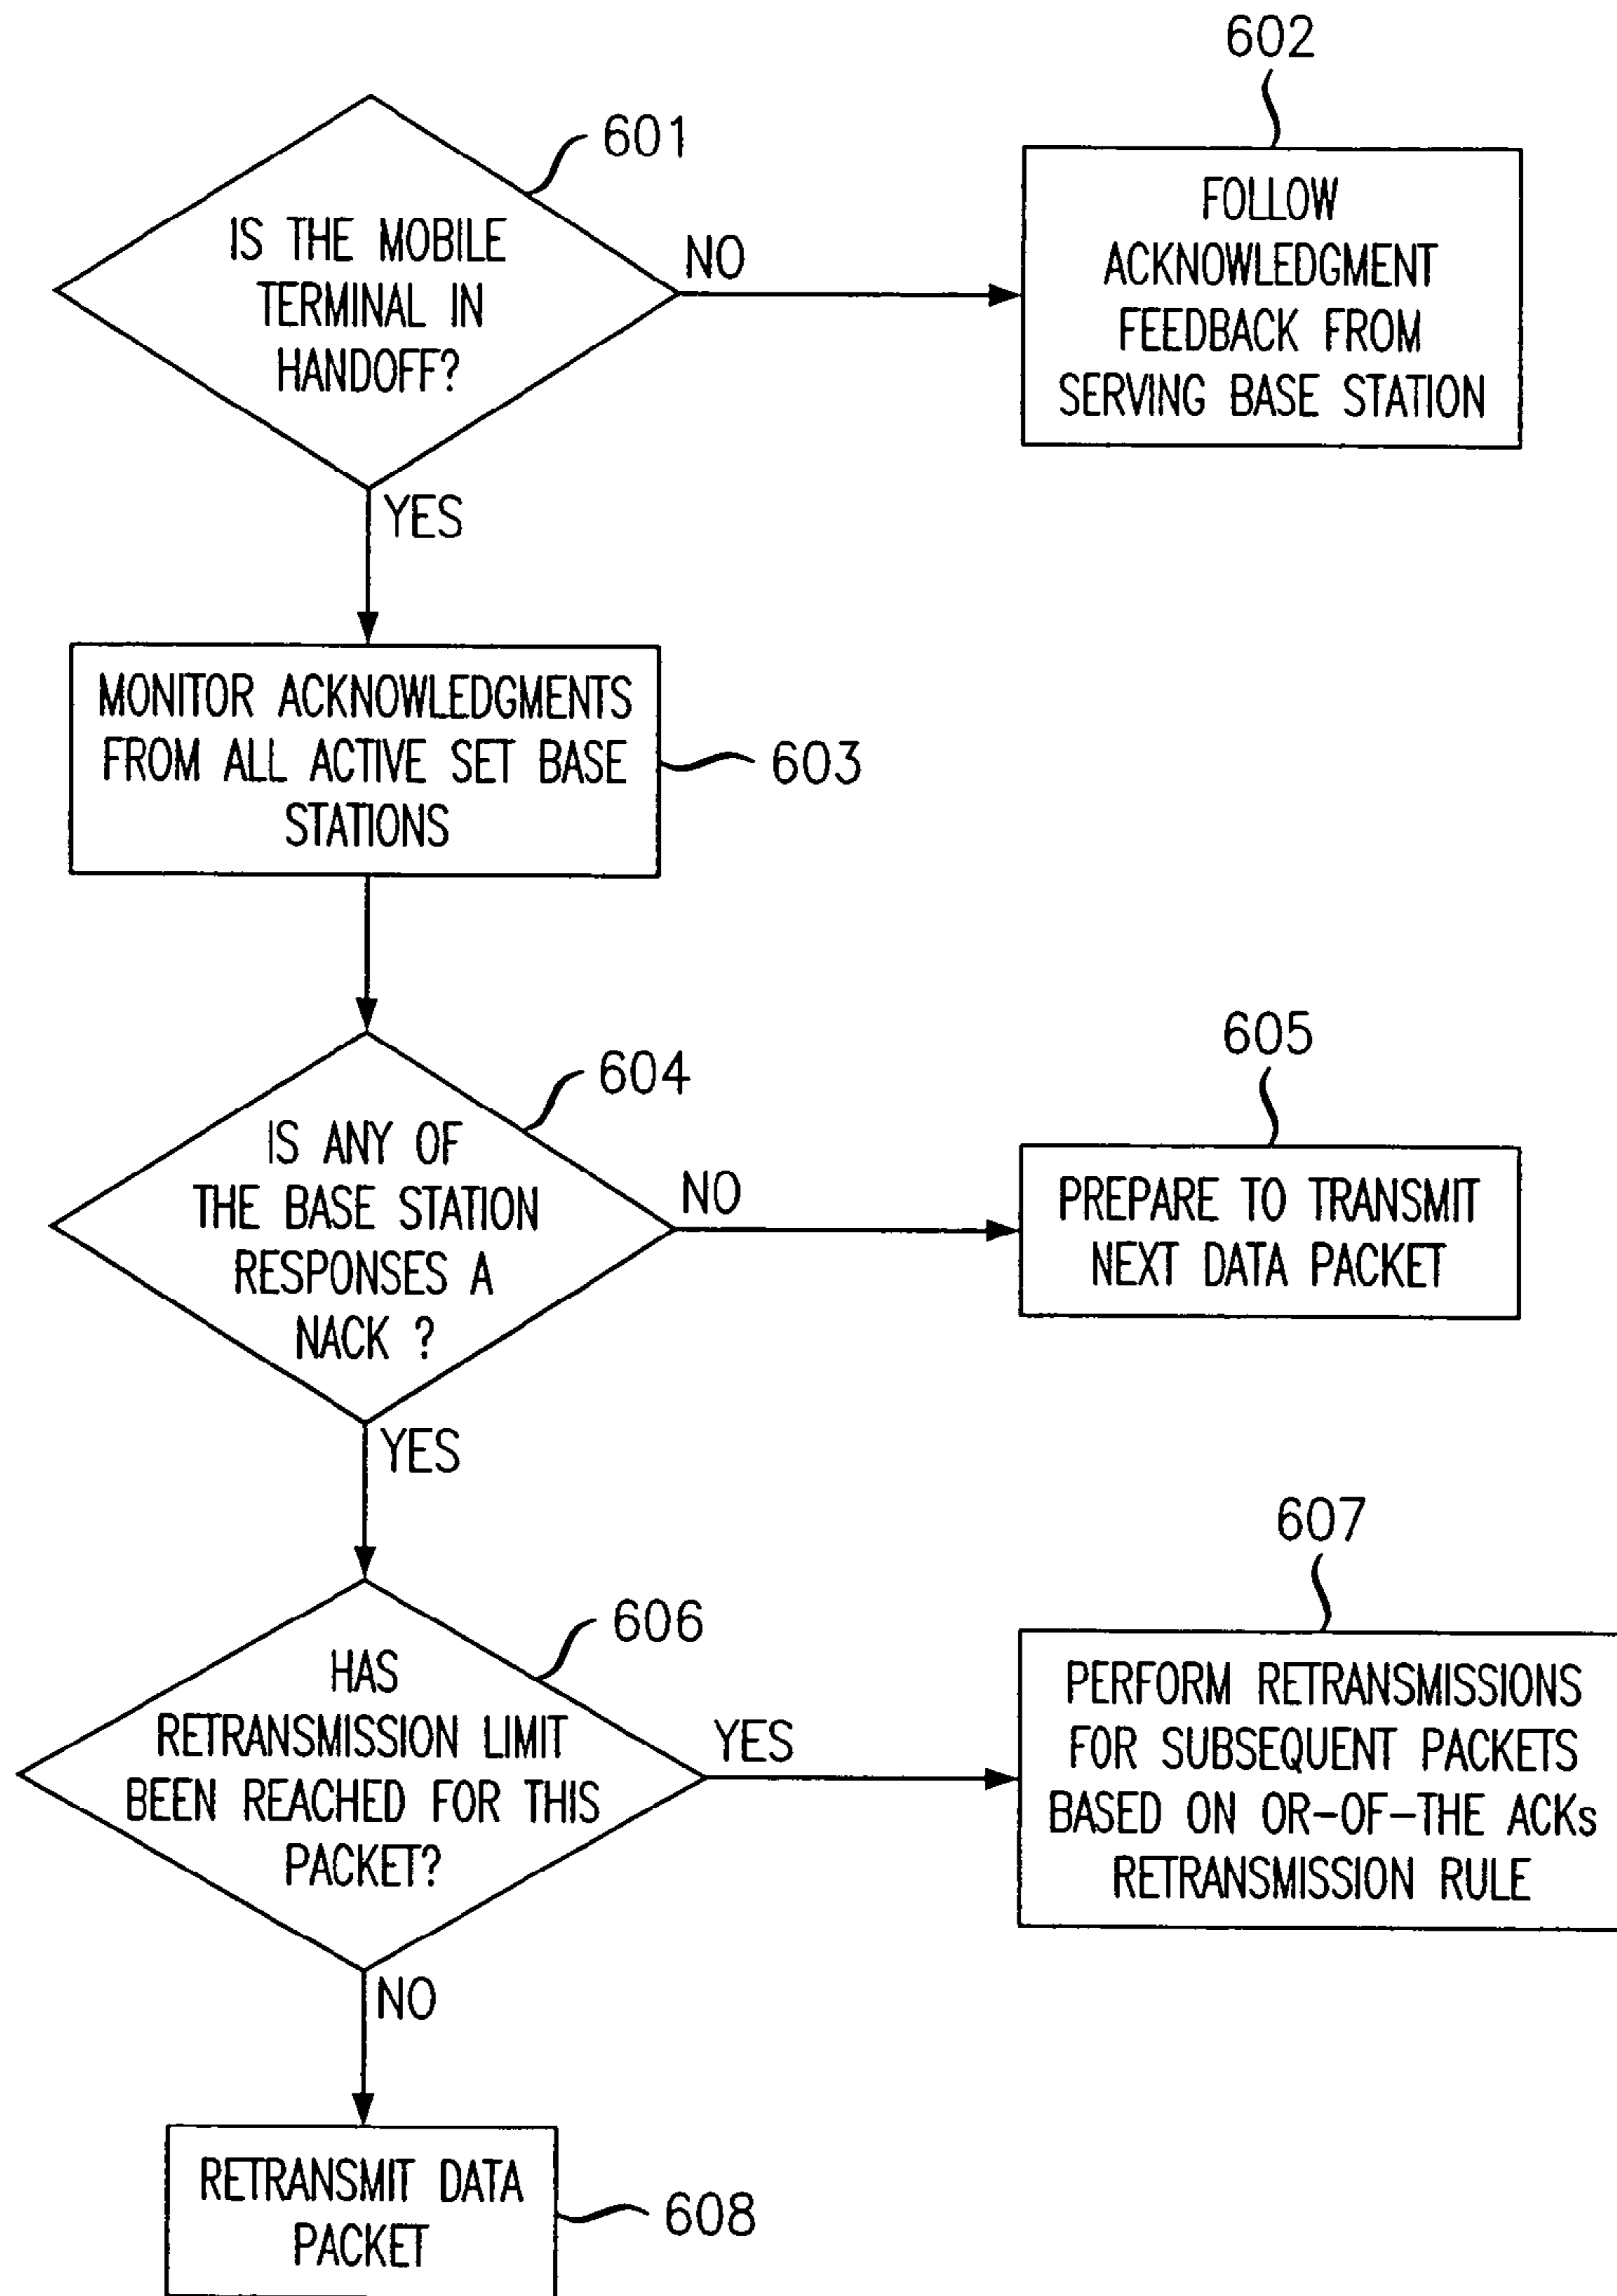 602
601
IS THE MOBILE
TERMINAL IN
HANDOFF?
NO
FOLLOW
ACKNOWLEDGMENT
FEEDBACK FROM
SERVING BASE STATION
YES
MONITOR ACKNOWLEDGMENTS
FROM ALL ACTIVE SET BASE
STATIONS
603
604
605
IS ANY OF
THE BASE STATION
RESPONSES A
NACK ?
NO
PREPARE TO TRANSMIT
NEXT DATA PACKET
YES
606
607
HAS
RETRANSMISSION LIMIT
BEEN REACHED FOR THIS
PACKET?
YES
PERFORM RETRANSMISSIONS
FOR SUBSEQUENT PACKETS
BASED ON OR-OF-THE ACKs
RETRANSMISSION RULE
NO
RETRANSMIT DATA
PACKET
608